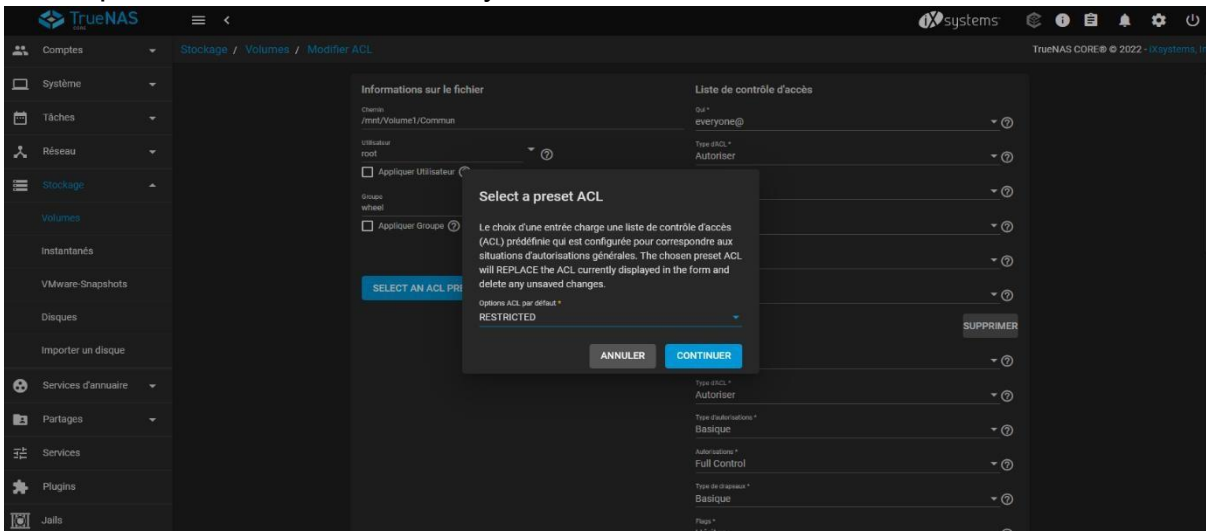 TrueNAS
CORE
iXsystems
Comptes
Stockage / Volumes / Modifier ACL
TrueNAS CORE® © 2022 - iXsystems, In
Système
Tâches
Réseau
Stockage
Volumes
Instantanés
VMware-Snapshots
Disques
Importer un disque
Services d'annuaire
Partages
Services
Plugins
Jails
Informations sur le fichier
Chemin
/mnt/Volume1/Commun
Utilisateur
root
Appliquer Utilisateur
Groupe
wheel
Appliquer Groupe
SELECT AN ACL PRE
Select a preset ACL
Le choix d'une entrée charge une liste de contrôle d'accès
(ACL) prédéfinie qui est configurée pour correspondre aux
situations d'autorisations générales. The chosen preset ACL
will REPLACE the ACL currently displayed in the form and
delete any unsaved changes.
Options ACL par défaut *
RESTRICTED
ANNULER CONTINUER
Liste de contrôle d'accès
Qui *
everyone@
Type d'ACL *
Autoriser
SUPPRIMER
Type d'ACL *
Autoriser
Type d'autorisations *
Basique
Autorisations *
Full Control
Type de drapeaux *
Basique
Flags *